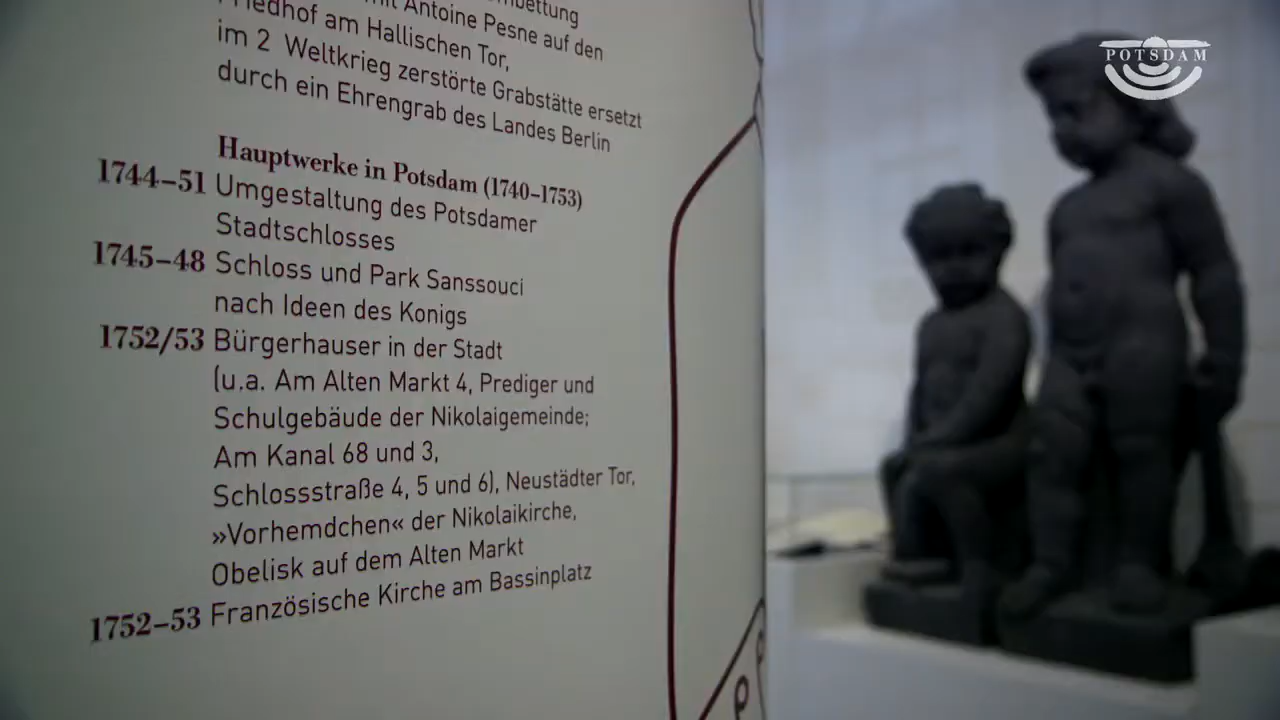 Antoine Pesne auf den
Friedhof am Hallischen Tor,
im 2 Weltkrieg zerstörte Grabstätte ersetzt
durch ein Ehrengrab des Landes Berlin
Hauptwerke in Potsdam (1740–1753)
1744–51 Umgestaltung des Potsdamer
Stadtschlosses
1745–48 Schloss und Park Sanssouci
nach Ideen des Konigs
1752/53 Bürgerhauser in der Stadt
(u.a. Am Alten Markt 4, Prediger und
Schulgebäude der Nikolaigemeinde;
Am Kanal 68 und 3,
Schlossstraße 4, 5 und 6), Neustädter Tor,
»Vorhemdchen« der Nikolaikirche,
Obelisk auf dem Alten Markt
1752–53 Französische Kirche am Bassinplatz
POTSDAM